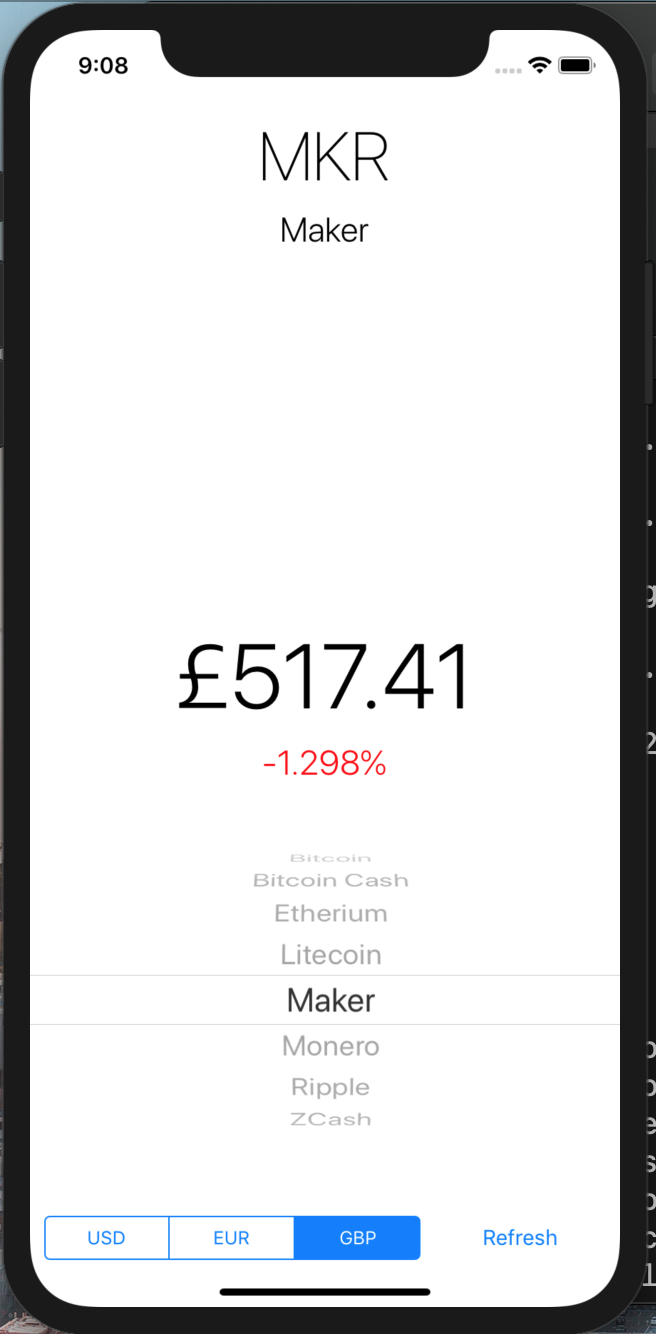 9:08
MKR
Maker
£517.41
-1.298%
Bitcoin
Bitcoin Cash
Etherium
Litecoin
Maker
Monero
Ripple
ZCash
USD EUR GBP Refresh